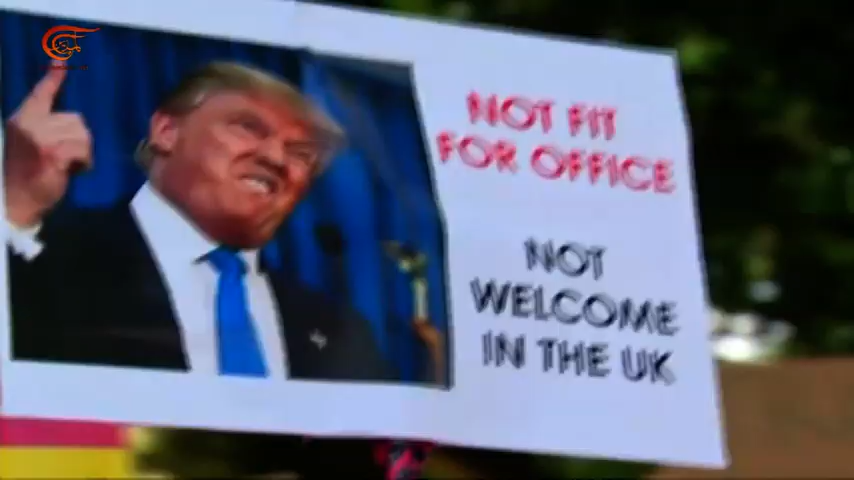 NOT FIT
FOR OFFICE
NOT
WELCOME
IN THE UK